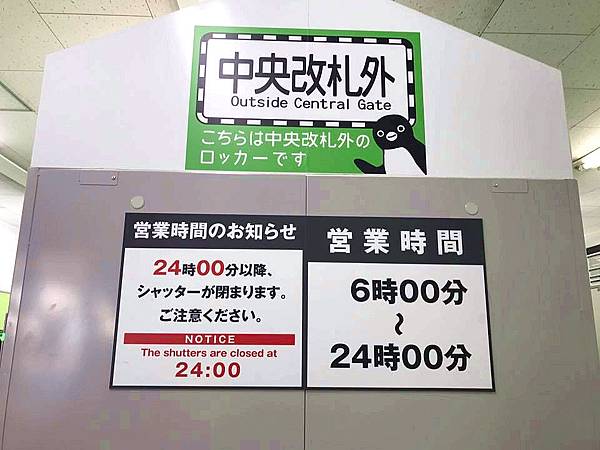 中央改札外
Outside Central Gate
こちらは中央改札外の
ロッカーです
営業時間のお知らせ
24時00分以降、
シャッターが閉まります。
ご注意ください。
NOTICE
The shutters are closed at
24:00
営業時間
6時00分
～
24時00分